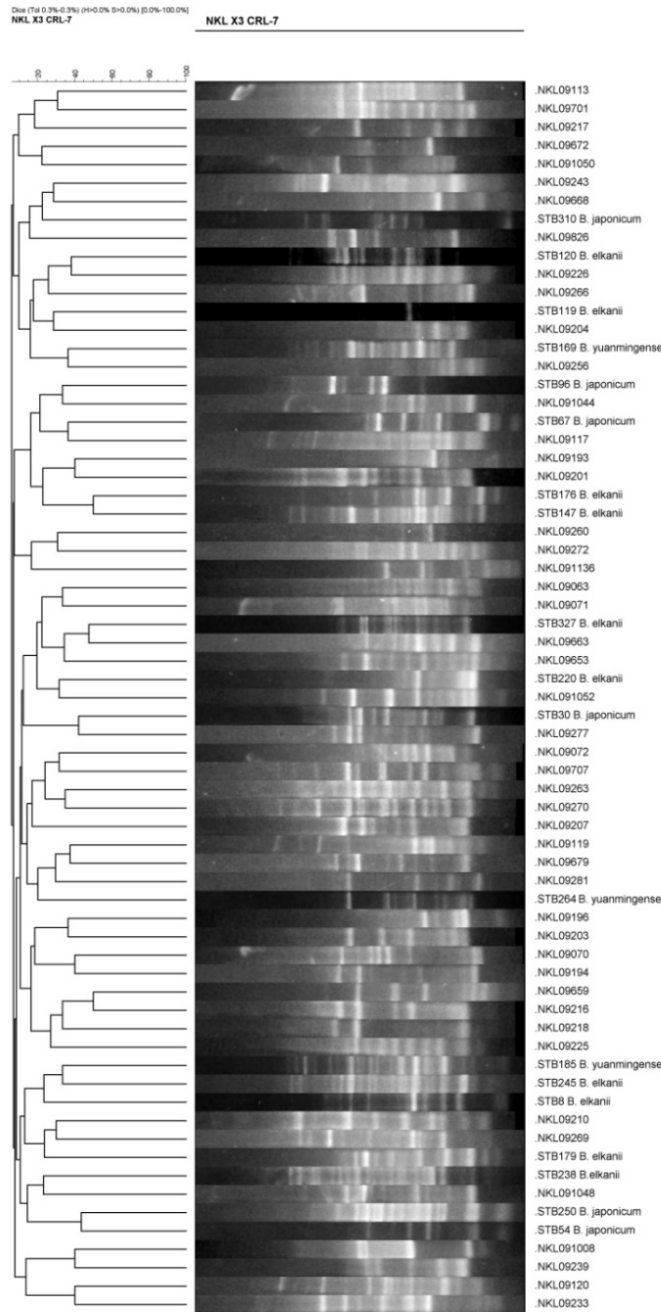 Dice (Tol 0.3%-0.3%) (H>0.0% S>0.0%) [0.0%-100.0%]
NKL X3 CRL-7
NKL X3 CRL-7
20
40
60
80
100
.NKL09113
.NKL09701
.NKL09217
.NKL09672
.NKL091050
.NKL09243
.NKL09668
.STB310 B. japonicum
.NKL09826
.STB120 B. elkanii
.NKL09226
.NKL09266
.STB119 B. elkanii
.NKL09204
.STB169 B. yuanmingense
.NKL09256
.STB96 B. japonicum
.NKL091044
.STB67 B. japonicum
.NKL09117
.NKL09193
.NKL09201
.STB176 B. elkanii
.STB147 B. elkanii
.NKL09260
.NKL09272
.NKL091136
.NKL09063
.NKL09071
.STB327 B. elkanii
.NKL09663
.NKL09653
.STB220 B. elkanii
.NKL091052
.STB30 B. japonicum
.NKL09277
.NKL09072
.NKL09707
.NKL09263
.NKL09270
.NKL09207
.NKL09119
.NKL09679
.NKL09281
.STB264 B. yuanmingense
.NKL09196
.NKL09203
.NKL09070
.NKL09194
.NKL09659
.NKL09216
.NKL09218
.NKL09225
.STB185 B. yuanmingense
.STB245 B. elkanii
.STB8 B. elkanii
.NKL09210
.NKL09269
.STB179 B. elkanii
.STB238 B.elkanii
.NKL091048
.STB250 B. japonicum
.STB54 B. japonicum
.NKL091008
.NKL09239
.NKL09120
.NKL09233